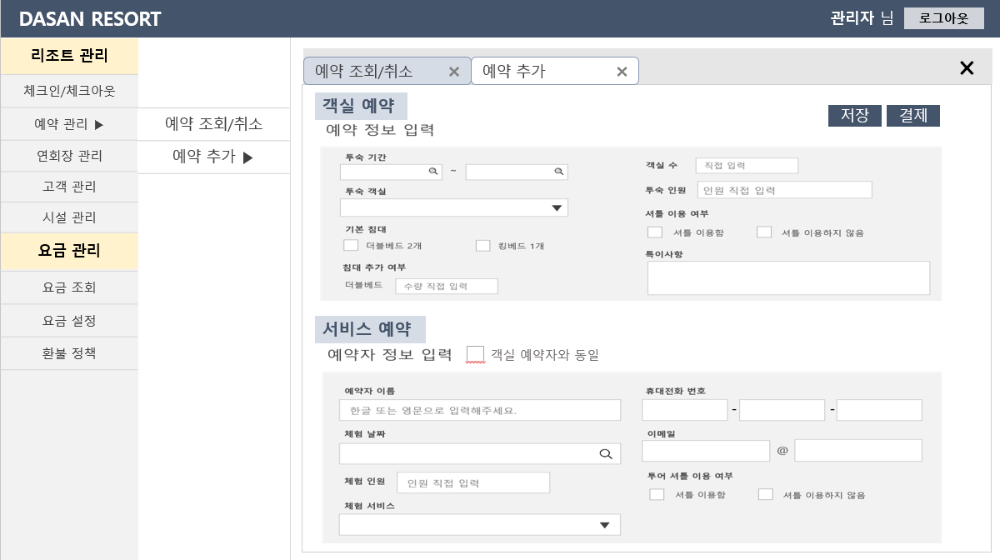 DASAN RESORT
관리자 님
로그아웃
리조트 관리
체크인/체크아웃
예약 관리 ▶
연회장 관리
고객 관리
시설 관리
요금 관리
요금 조회
요금 설정
환불 정책
예약 조회/취소
예약 추가 ▶
예약 조회/취소 ✕
예약 추가 ✕
✕
객실 예약
저장
결제
예약 정보 입력
투숙 기간
~
투숙 객실
▼
기본 침대
더블베드 2개
킹베드 1개
침대 추가 여부
더블베드
수량 직접 입력
객실 수
직접 입력
투숙 인원
인원 직접 입력
셔틀 이용 여부
셔틀 이용함
셔틀 이용하지 않음
특이사항
서비스 예약
예약자 정보 입력
객실 예약자와 동일
예약자 이름
한글 또는 영문으로 입력해주세요.
체험 날짜
체험 인원
인원 직접 입력
체험 서비스
▼
휴대전화 번호
- -
이메일
@
투어 셔틀 이용 여부
셔틀 이용함
셔틀 이용하지 않음